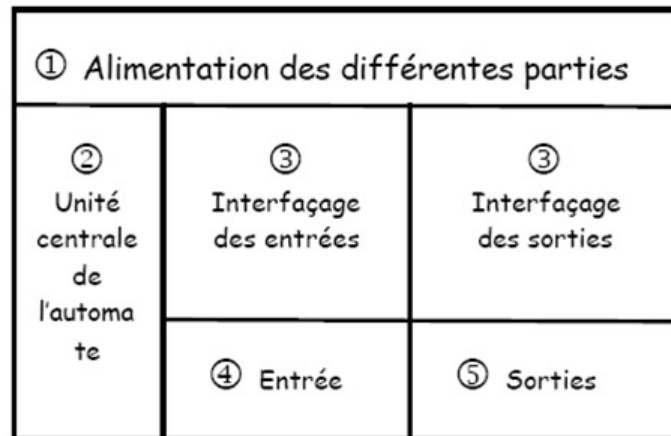 ① Alimentation des différentes parties
②
Unité
centrale
de
l'automa
te
③
Interfaçage
des entrées
③
Interfaçage
des sorties
④ Entrée
⑤ Sorties